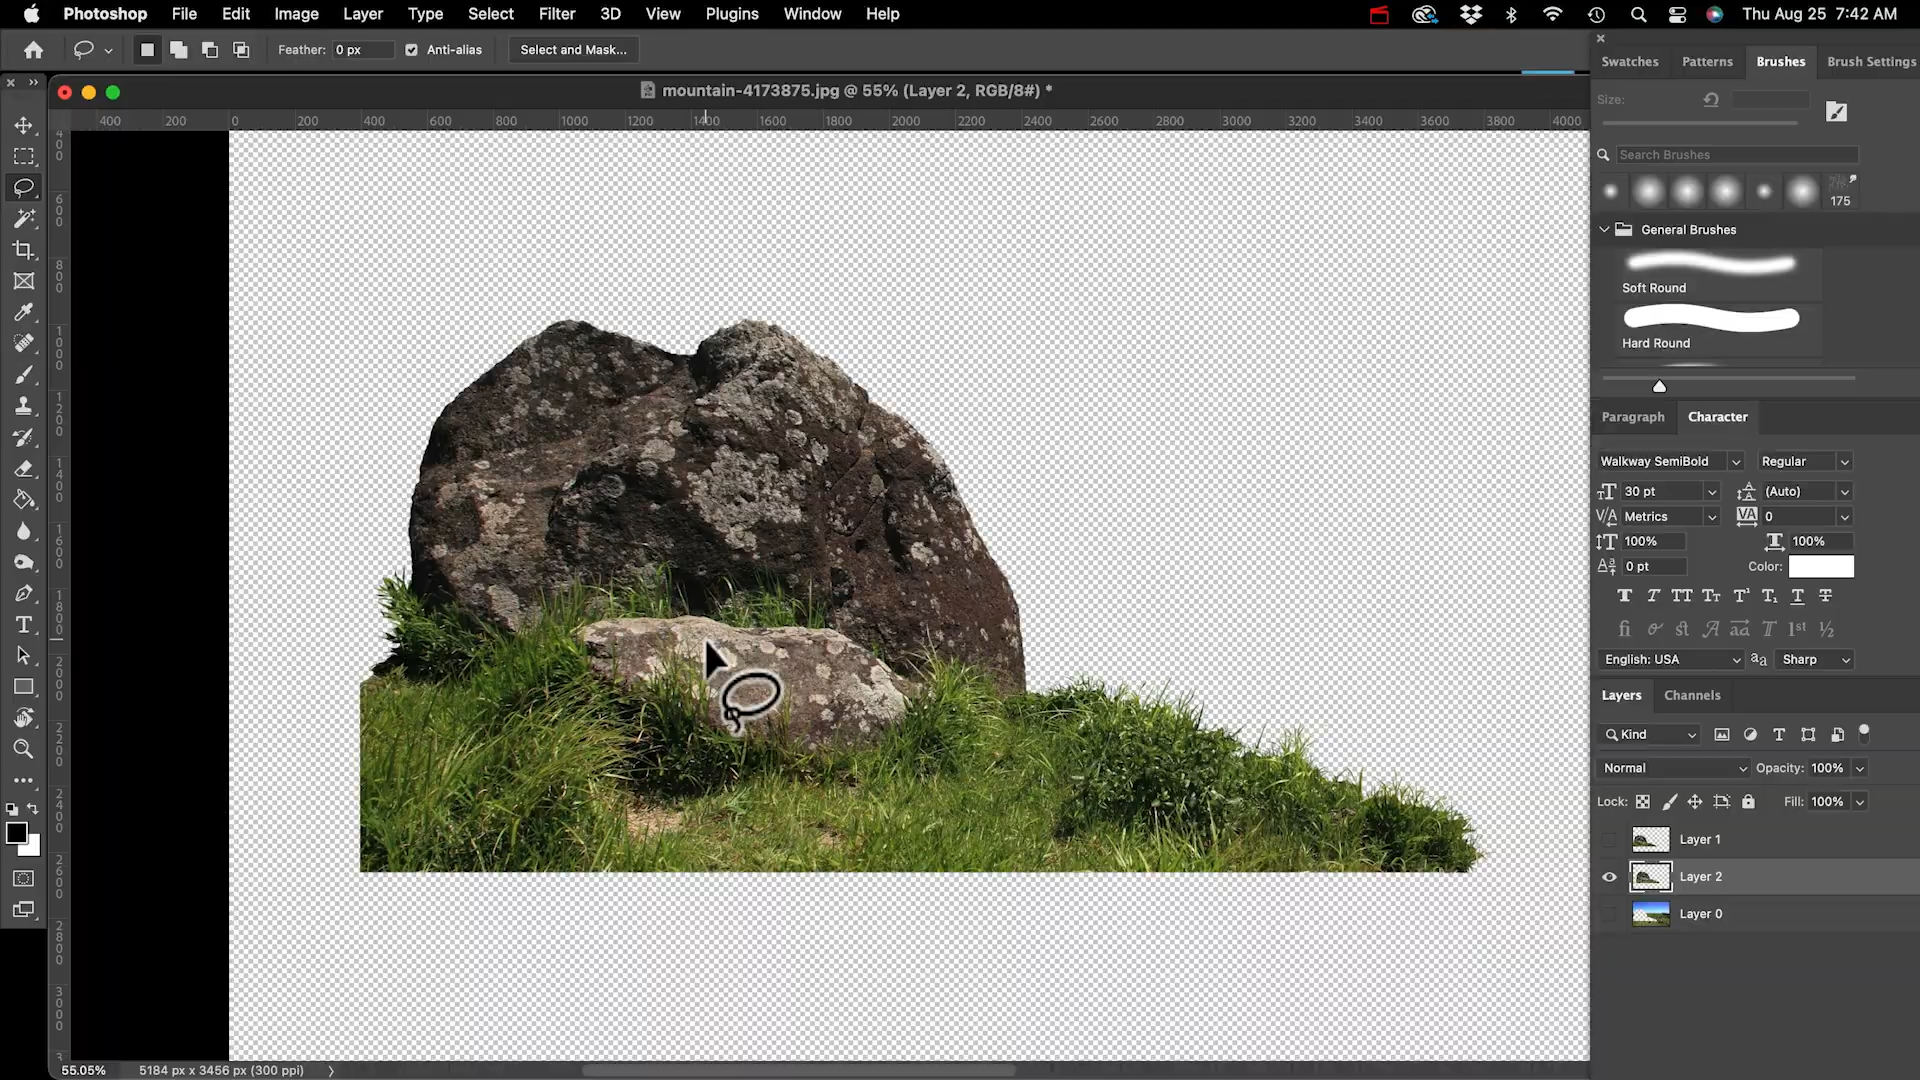 Photoshop File Edit Image Layer Type Select Filter 3D View Plugins Window Help Thu Aug 25 7:42 AM
Feather: 0 px Anti-alias Select and Mask...
Swatches Patterns Brushes Brush Settings
mountain-4173875.jpg @ 55% (Layer 2, RGB/8#) *
Size:
400 200 0 200 400 600 800 1000 1200 1400 1600 1800 2000 2200 2400 2600 2800 3000 3200 3400 3600 3800 4000
400
600
800
1000
1200
1400
1600
1800
2000
2200
2400
2600
2800
3000
3
Search Brushes
175
General Brushes
Soft Round
Hard Round
Paragraph Character
Walkway SemiBold Regular
30 pt (Auto)
Metrics 0
100% 100%
0 pt Color:
English: USA Sharp
Layers Channels
Kind
Normal Opacity: 100%
Lock: Fill: 100%
Layer 1
Layer 2
Layer 0
55.05% 5184 px x 3456 px (300 ppi)